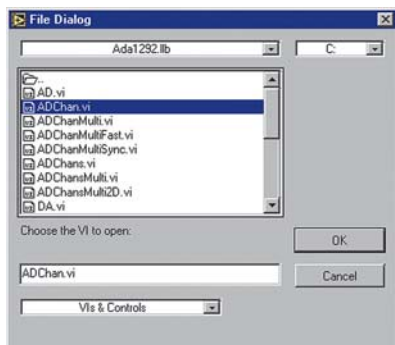 File Dialog
Ada1292.llb
C:
..
AD.vi
ADChan.vi
ADChanMulti.vi
ADChanMultiFast.vi
ADChanMultiSync.vi
ADChans.vi
ADChansMulti.vi
ADChansMulti2D.vi
DA.vi
Choose the VI to open:
OK
ADChan.vi
Cancel
VIs & Controls